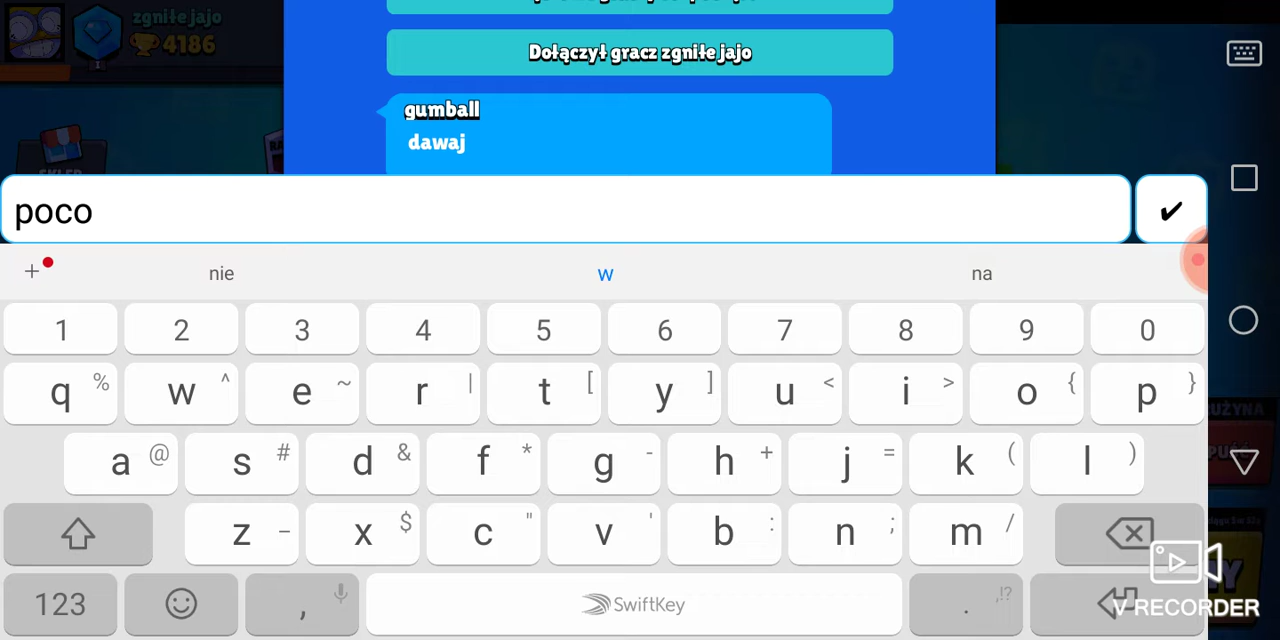 zgniłe jajo
4186
Dołączył gracz zgniłe jajo
gumball
dawaj
poco
nie w na
1 2 3 4 5 6 7 8 9 0
q % w ^ e ~ r | t [ y ] u < i > o { p }
a @ s # d & f * g - h + j = k ( l )
z _ x $ c " v ' b : n ; m /
123 , SwiftKey . ,!?
V RECORDER